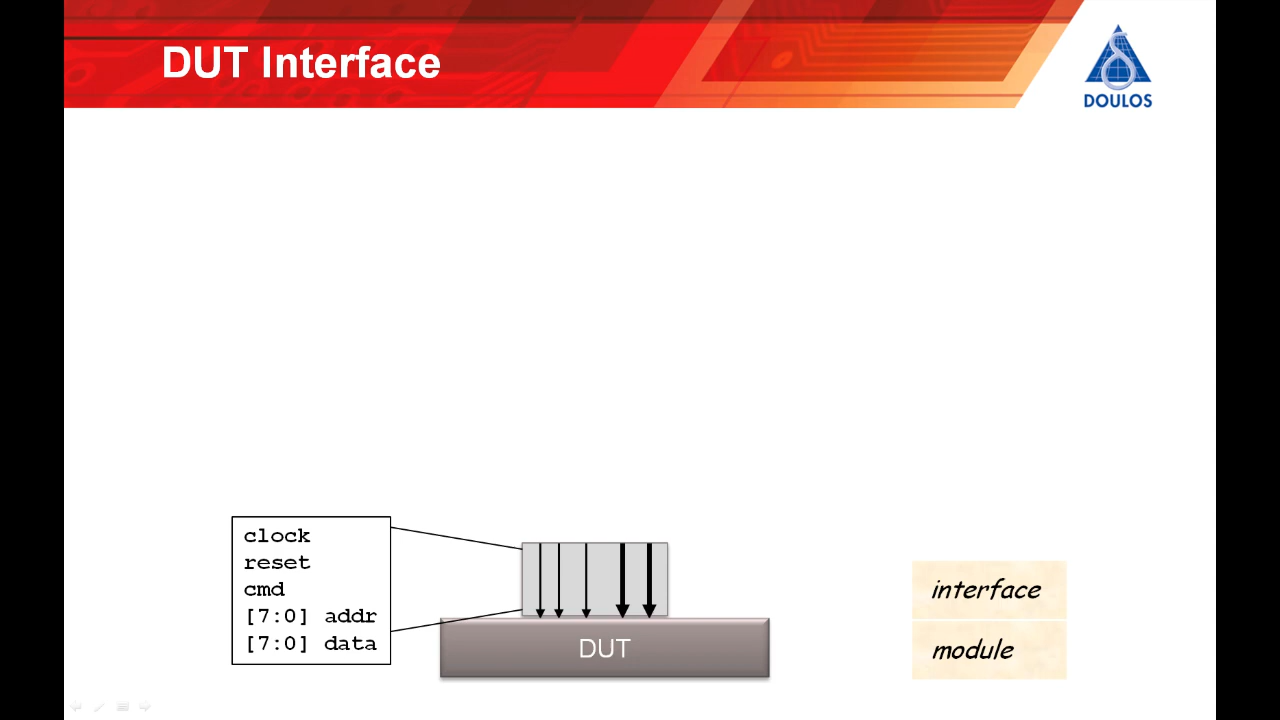 DUT Interface
DOULOS
clock
reset
cmd
[7:0] addr
[7:0] data
DUT
interface
module